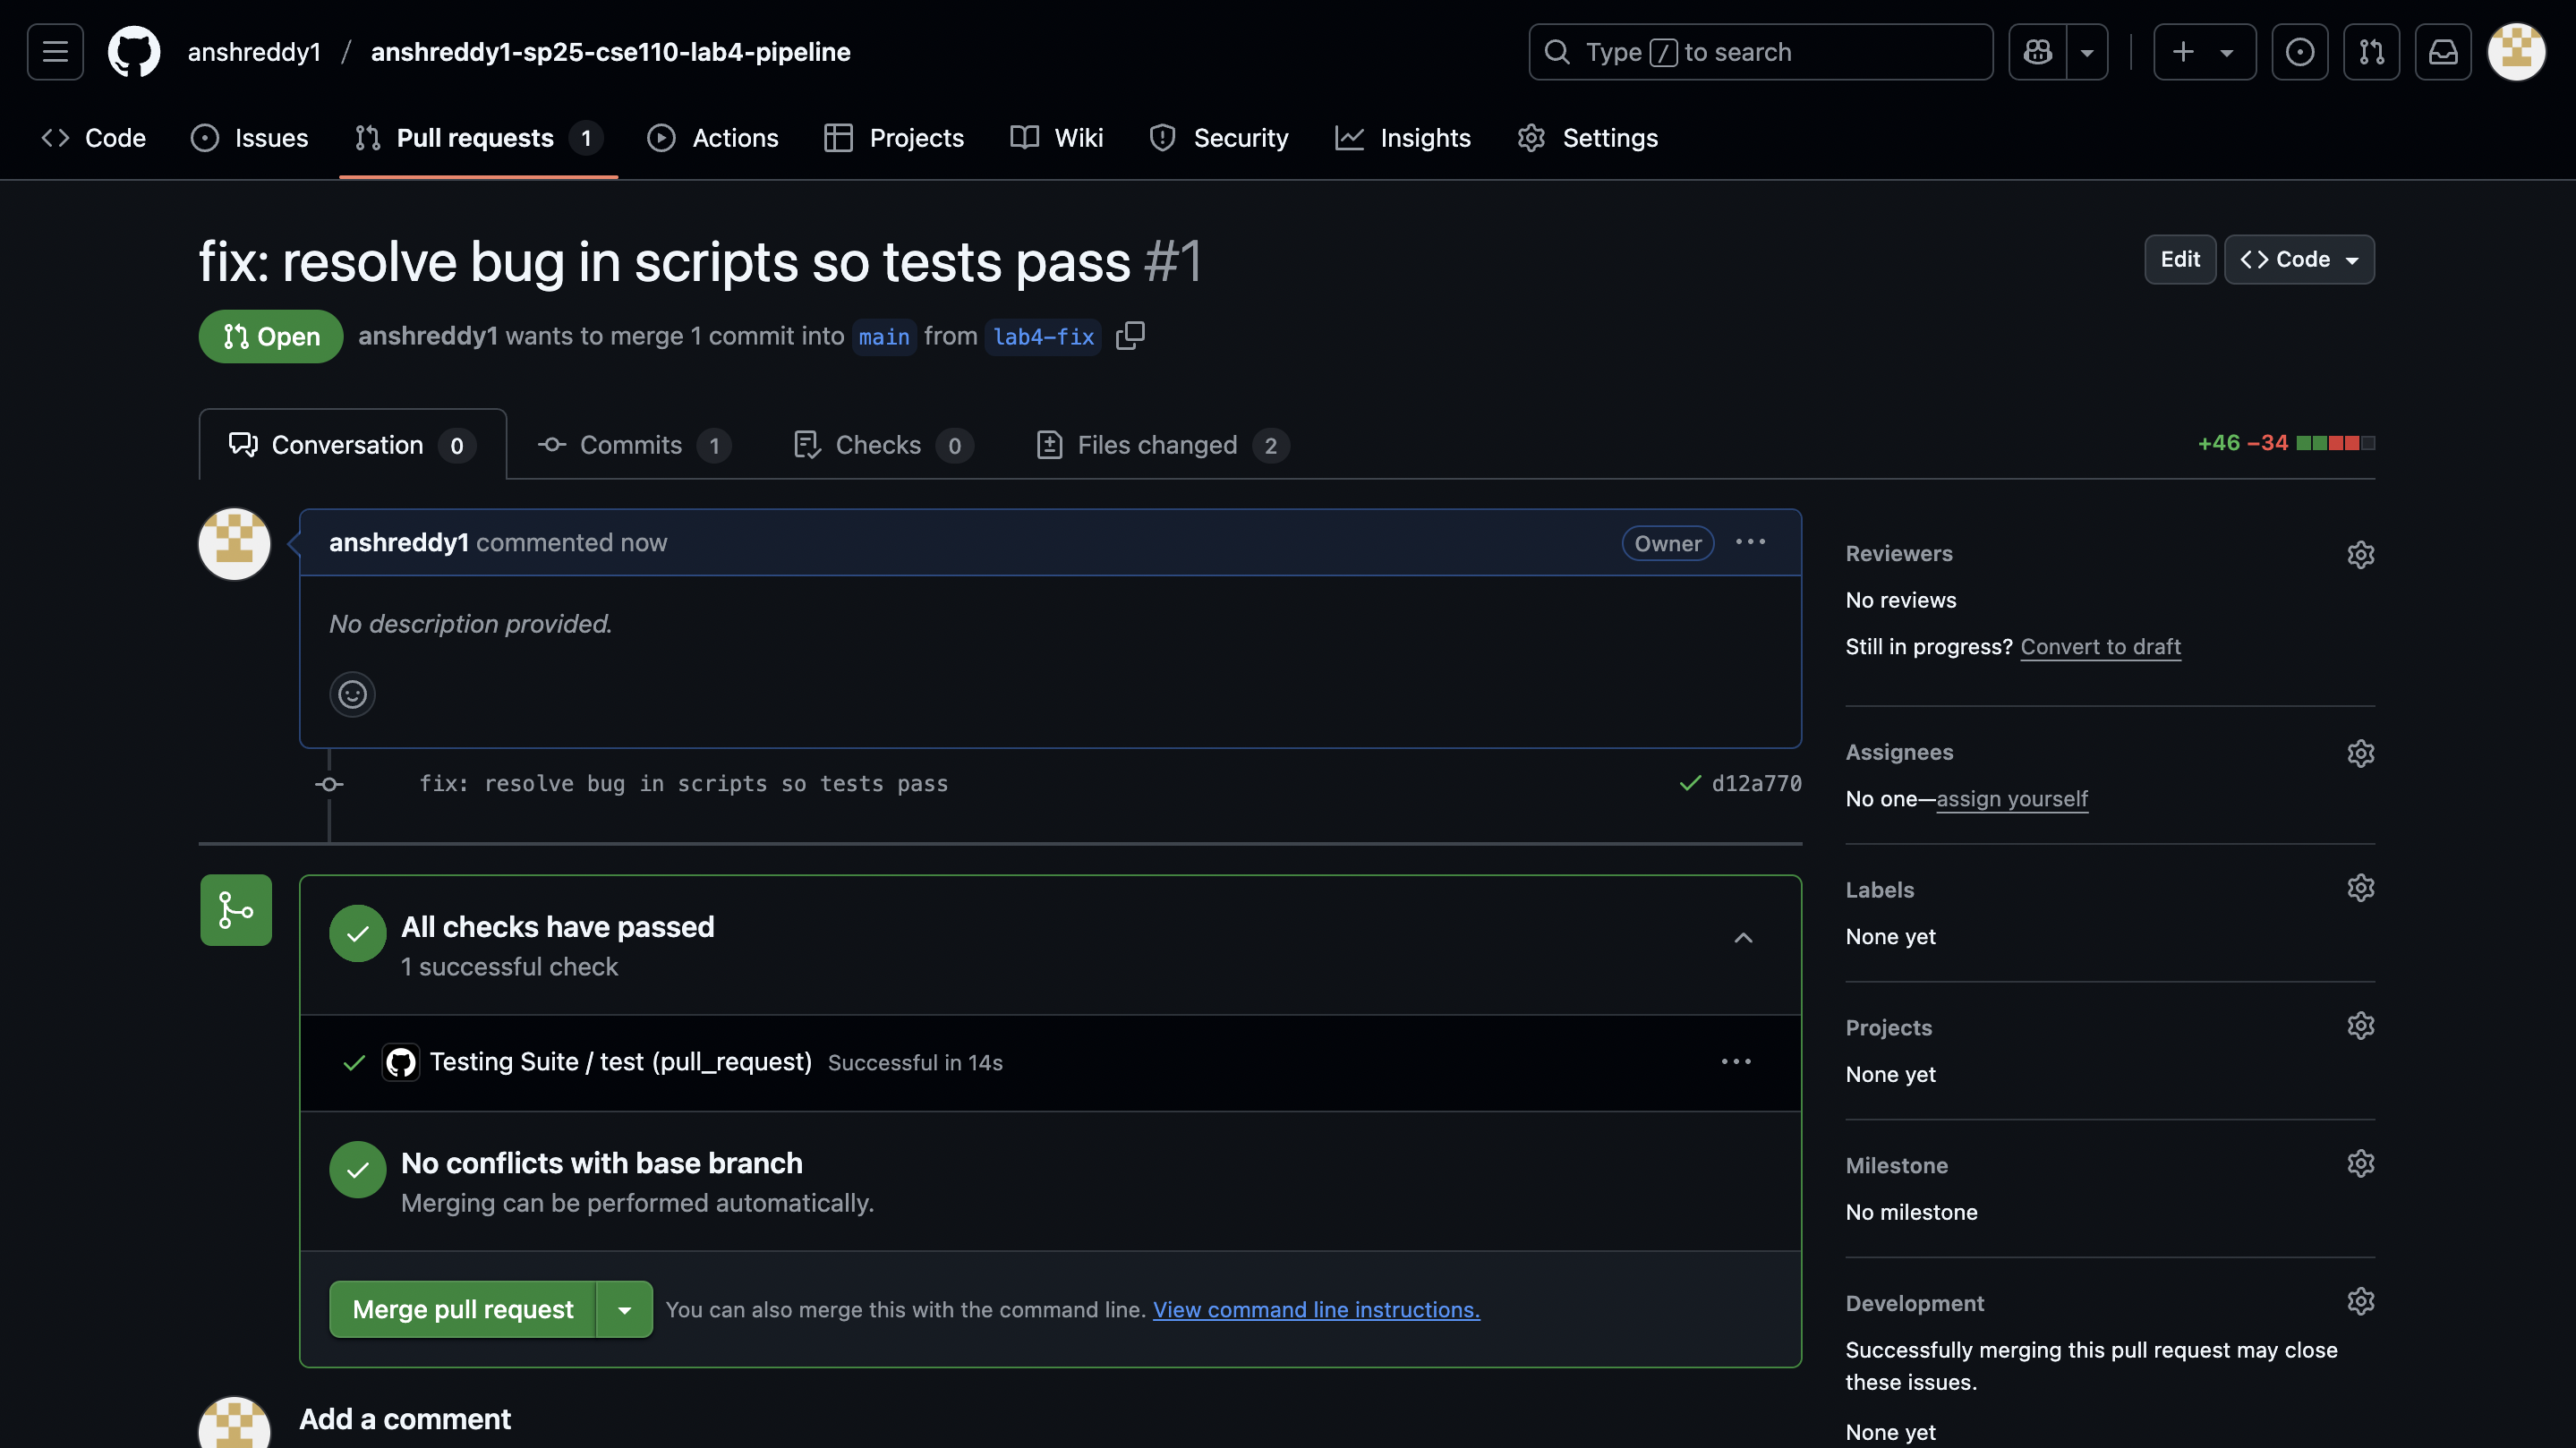 anshreddy1 / anshreddy1-sp25-cse110-lab4-pipeline
Type / to search
Code
Issues
Pull requests 1
Actions
Projects
Wiki
Security
Insights
Settings
fix: resolve bug in scripts so tests pass #1
Edit
Code
Open
anshreddy1 wants to merge 1 commit into main from lab4-fix
Conversation 0
Commits 1
Checks 0
Files changed 2
+46 −34
anshreddy1 commented now
Owner
No description provided.
fix: resolve bug in scripts so tests pass
d12a770
All checks have passed
1 successful check
Testing Suite / test (pull_request) Successful in 14s
No conflicts with base branch
Merging can be performed automatically.
Merge pull request
You can also merge this with the command line. View command line instructions.
Add a comment
Reviewers
No reviews
Still in progress? Convert to draft
Assignees
No one—assign yourself
Labels
None yet
Projects
None yet
Milestone
No milestone
Development
Successfully merging this pull request may close
these issues.
None yet